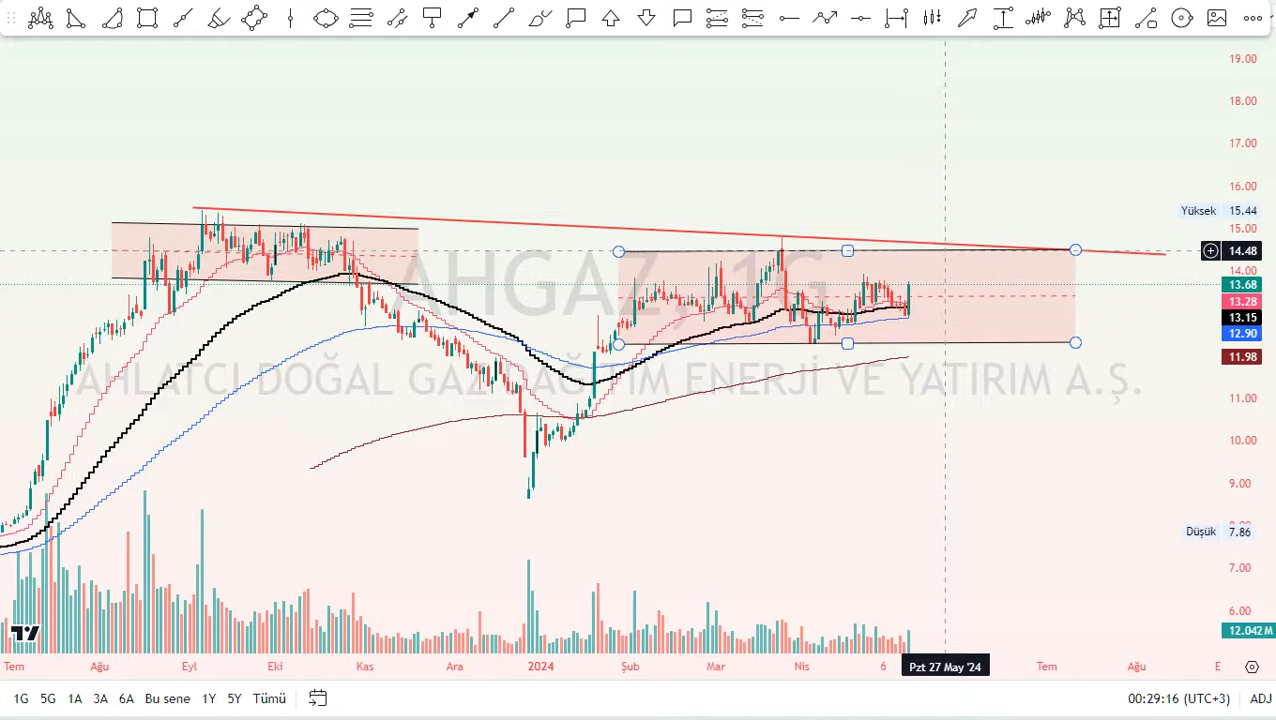 19.00
18.00
17.00
16.00
Yüksek 15.44
15.00
14.48
14.00
13.68
13.28
13.15
12.90
11.98
AHGAZ, 1G
AHLATCI DOĞAL GAZ DAĞITIM ENERJİ VE YATIRIM A.Ş.
11.00
10.00
9.00
Düşük 7.86
7.00
6.00
12.042M
Tem Ağu Eyl Eki Kas Ara 2024 Şub Mar Nis 6 Pzt 27 May '24 Tem Ağu E
1G 5G 1A 3A 6A Bu sene 1Y 5Y Tümü 00:29:16 (UTC+3) ADJ